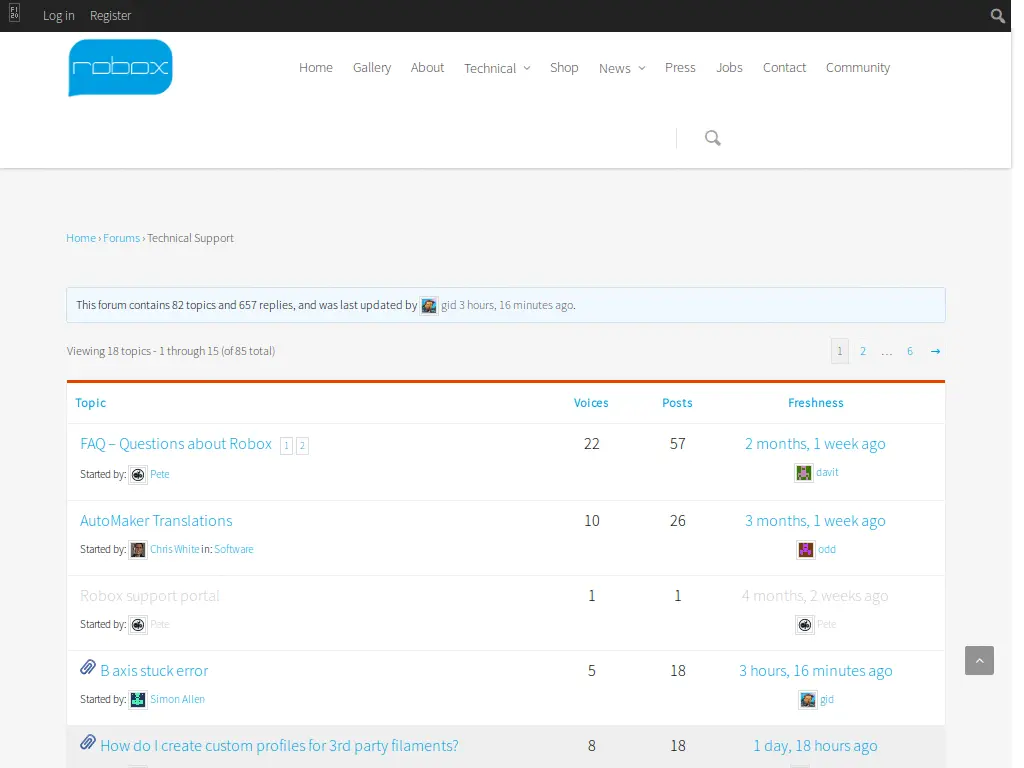 Log in Register
robox
Home Gallery About Technical Shop News Press Jobs Contact Community
Home › Forums › Technical Support
This forum contains 82 topics and 657 replies, and was last updated by gid 3 hours, 16 minutes ago.
Viewing 18 topics - 1 through 15 (of 85 total) 1 2 … 6 →
Topic Voices Posts Freshness
FAQ – Questions about Robox 1 2 22 57 2 months, 1 week ago
Started by: Pete davit
AutoMaker Translations 10 26 3 months, 1 week ago
Started by: Chris White in: Software odd
Robox support portal 1 1 4 months, 2 weeks ago
Started by: Pete Pete
B axis stuck error 5 18 3 hours, 16 minutes ago
Started by: Simon Allen gid
How do I create custom profiles for 3rd party filaments? 8 18 1 day, 18 hours ago